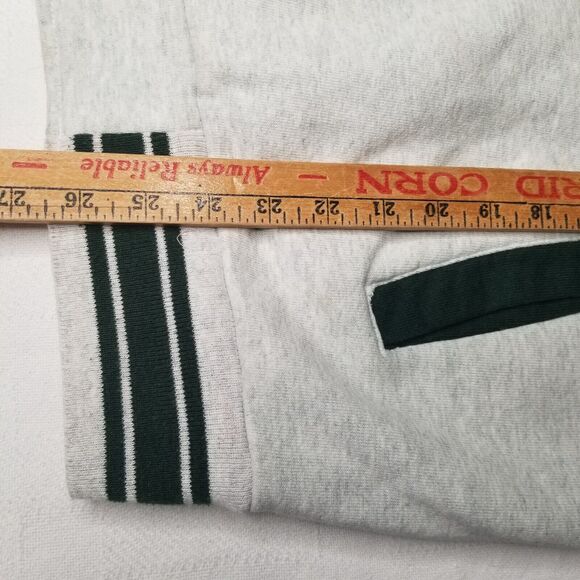 RID CORN — Always Reliable —
18 19 20 21 22 23 24 25 26 27